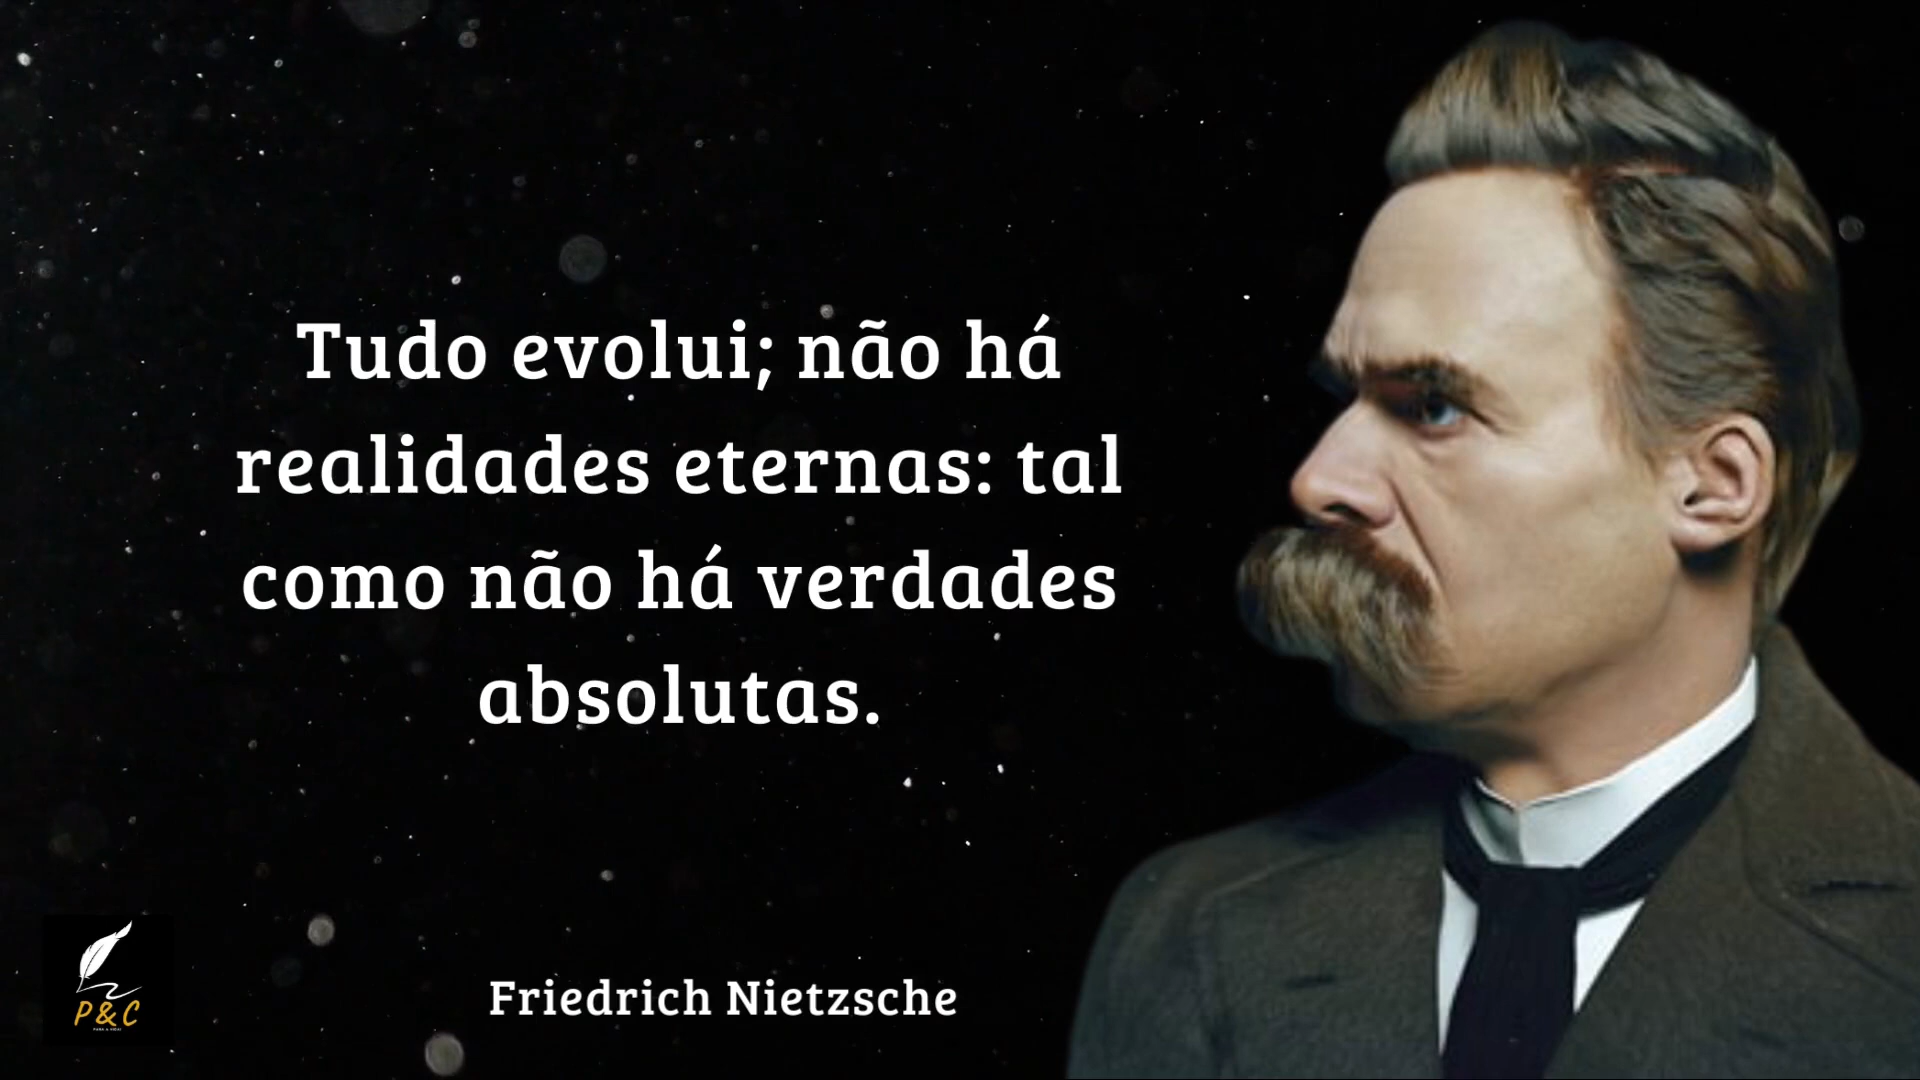 Tudo evolui; não há
realidades eternas: tal
como não há verdades
absolutas.
Friedrich Nietzsche
P&C